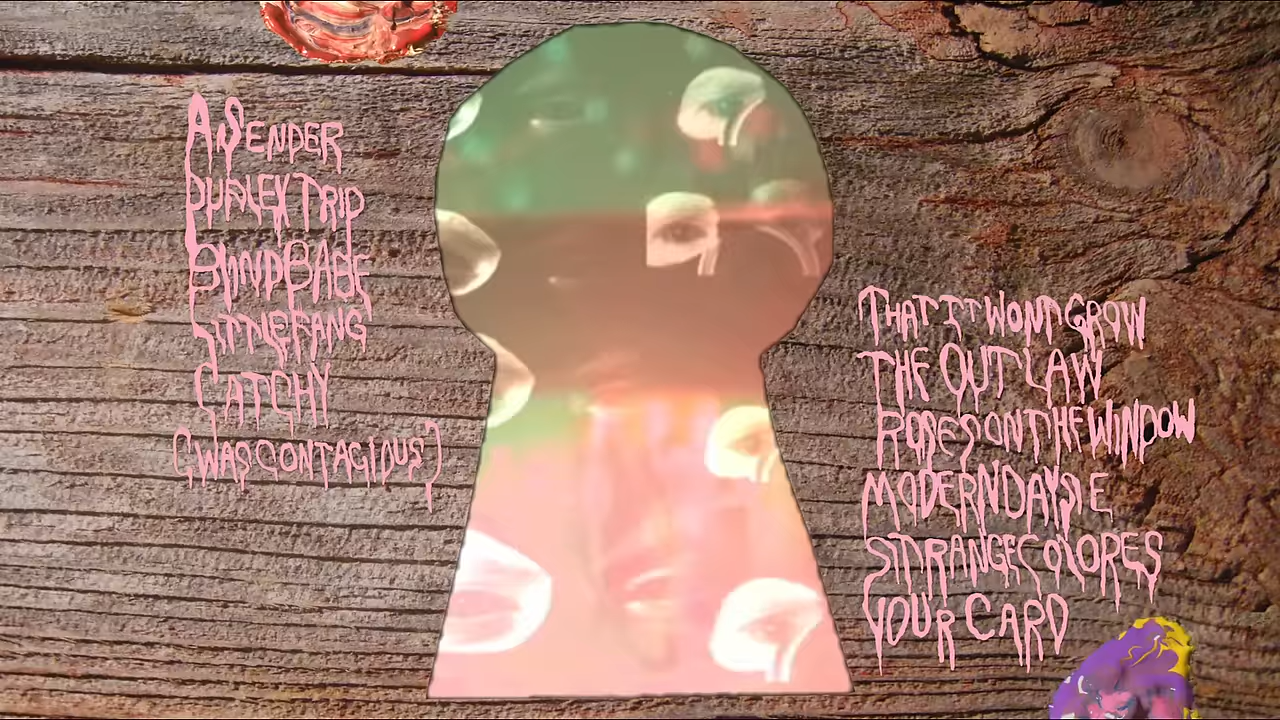 A SENDER
DUPLEX TRIP
BLIND BABE
LITTLE FANG
CATCHY
(WAS CONTAGIOUS)
THAT IT WONT GROW
THE OUTLAW
ROSES ON THE WINDOW
MODERN DAYS I E
STRANGE COLORES
YOUR CARD